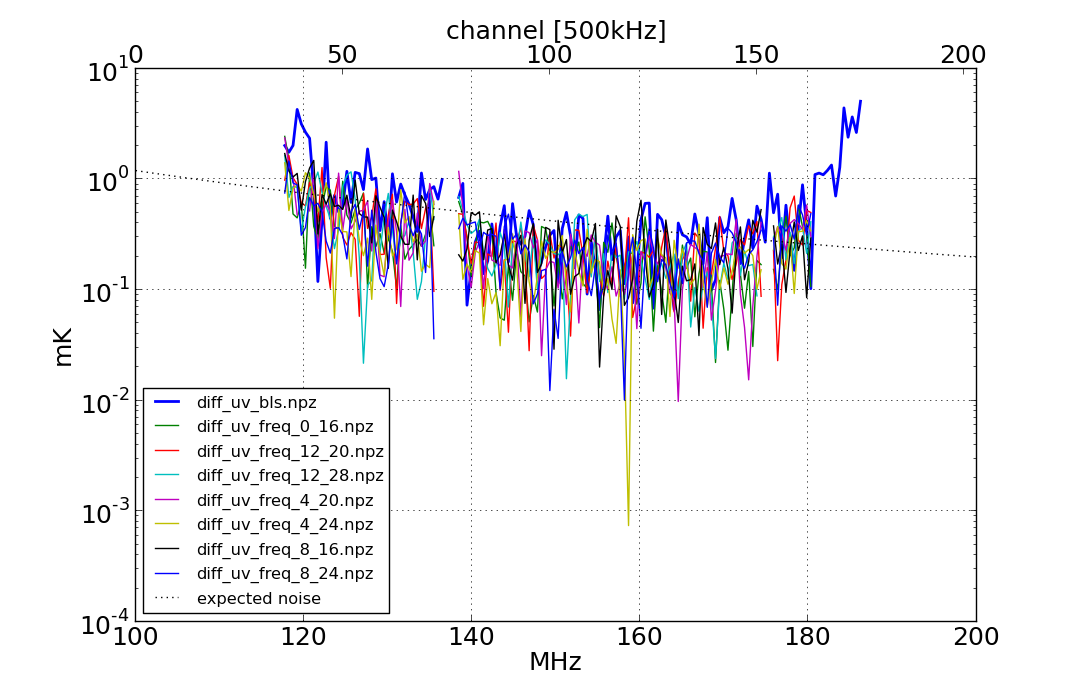 channel [500kHz]
0 50 100 150 200
10^1
10^0
10^-1
10^-2
10^-3
10^-4
mK
diff_uv_bls.npz
diff_uv_freq_0_16.npz
diff_uv_freq_12_20.npz
diff_uv_freq_12_28.npz
diff_uv_freq_4_20.npz
diff_uv_freq_4_24.npz
diff_uv_freq_8_16.npz
diff_uv_freq_8_24.npz
expected noise
100 120 140 160 180 200
MHz